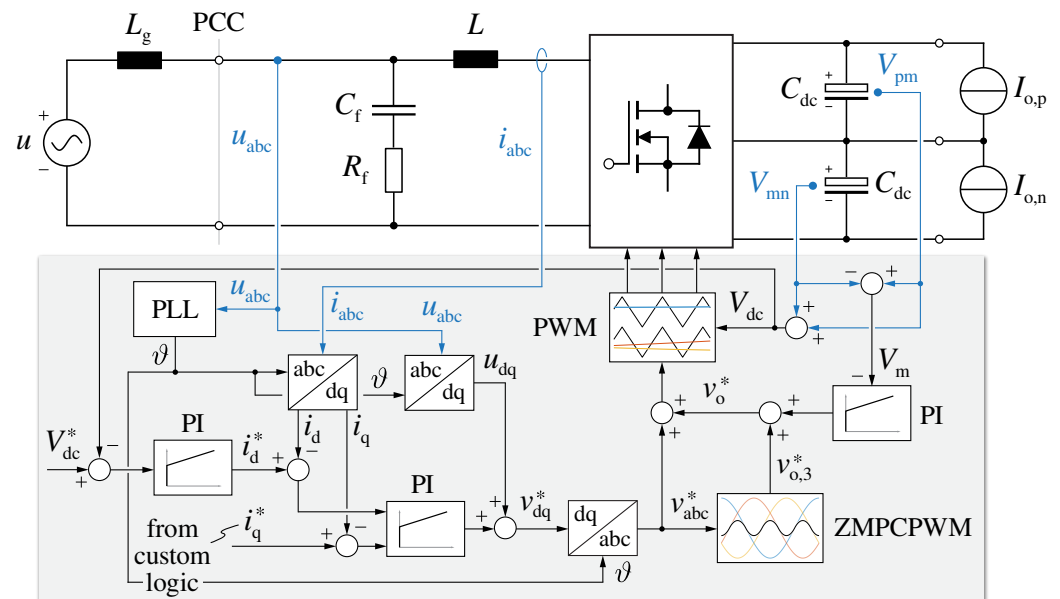 L_g
PCC
L
V_pm
C_dc
I_o,p
C_f
u
u_abc
i_abc
R_f
V_mn
C_dc
I_o,n
PLL
u_abc
i_abc
u_abc
PWM
V_dc
ϑ
abc
dq
ϑ
abc
dq
u_dq
v_o^*
V_m
PI
V_dc^*
PI
i_d^*
i_d
i_q
PI
v_dq^*
dq
abc
v_abc^*
v_o,3^*
ZMPCPWM
from
custom
logic
i_q^*
ϑ